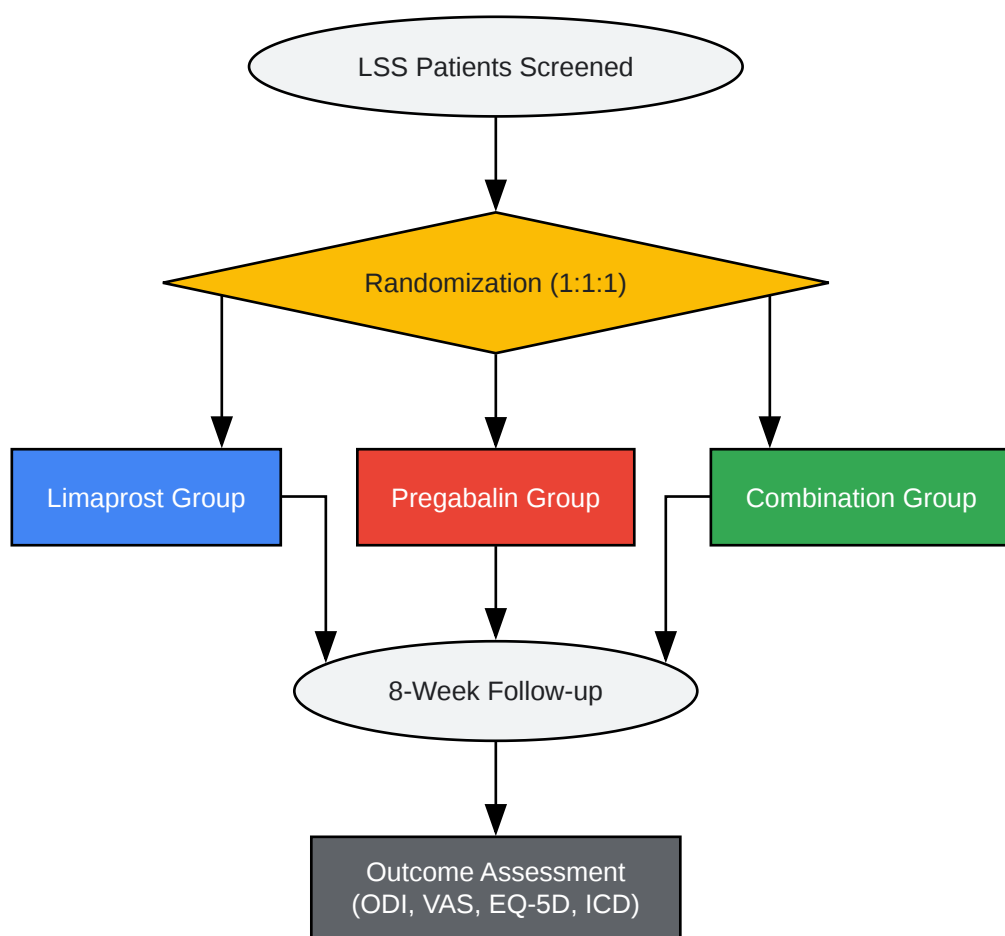 LSS Patients Screened
Randomization (1:1:1)
Limaprost Group
Pregabalin Group
Combination Group
8-Week Follow-up
Outcome Assessment
(ODI, VAS, EQ-5D, ICD)